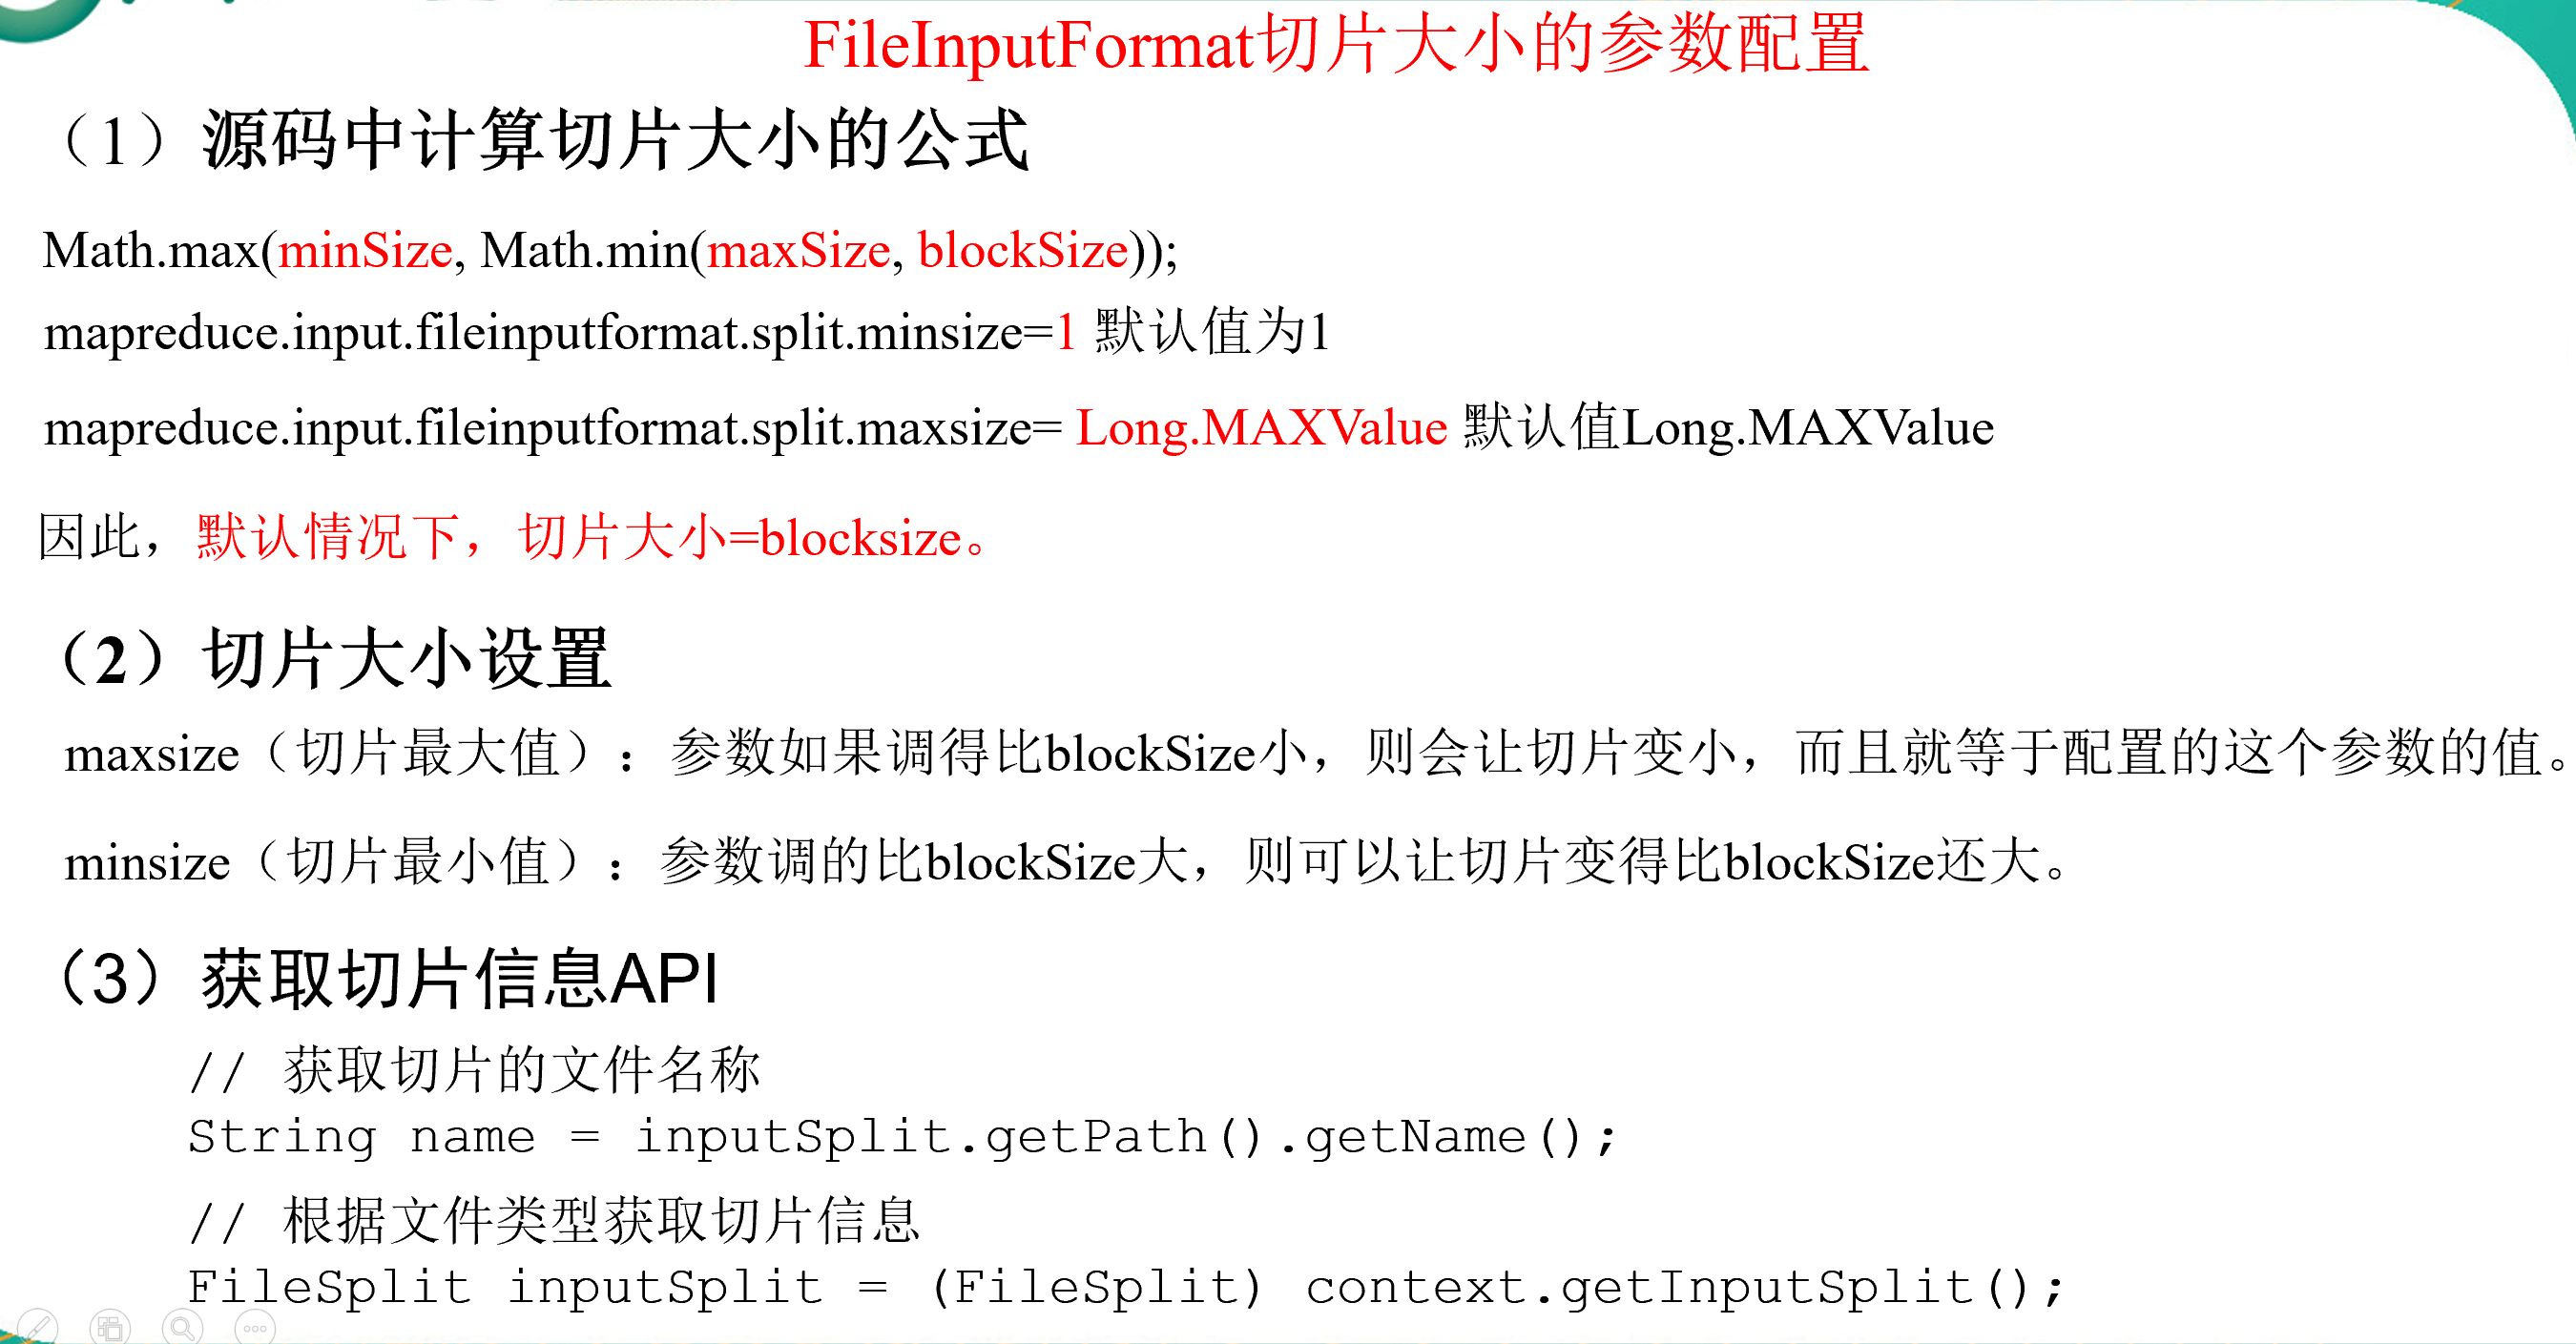 FileInputFormat切片大小的参数配置
（1）源码中计算切片大小的公式
Math.max(minSize, Math.min(maxSize, blockSize));
mapreduce.input.fileinputformat.split.minsize=1 默认值为1
mapreduce.input.fileinputformat.split.maxsize= Long.MAXValue 默认值Long.MAXValue
因此，默认情况下，切片大小=blocksize。
（2）切片大小设置
maxsize（切片最大值）：参数如果调得比blockSize小，则会让切片变小，而且就等于配置的这个参数的值。
minsize（切片最小值）：参数调的比blockSize大，则可以让切片变得比blockSize还大。
（3）获取切片信息API
// 获取切片的文件名称
String name = inputSplit.getPath().getName();
// 根据文件类型获取切片信息
FileSplit inputSplit = (FileSplit) context.getInputSplit();